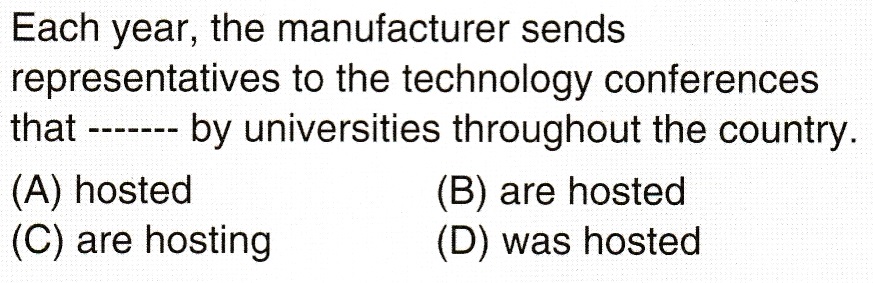 Each year, the manufacturer sends
representatives to the technology conferences
that ------- by universities throughout the country.
(A) hosted (B) are hosted
(C) are hosting (D) was hosted